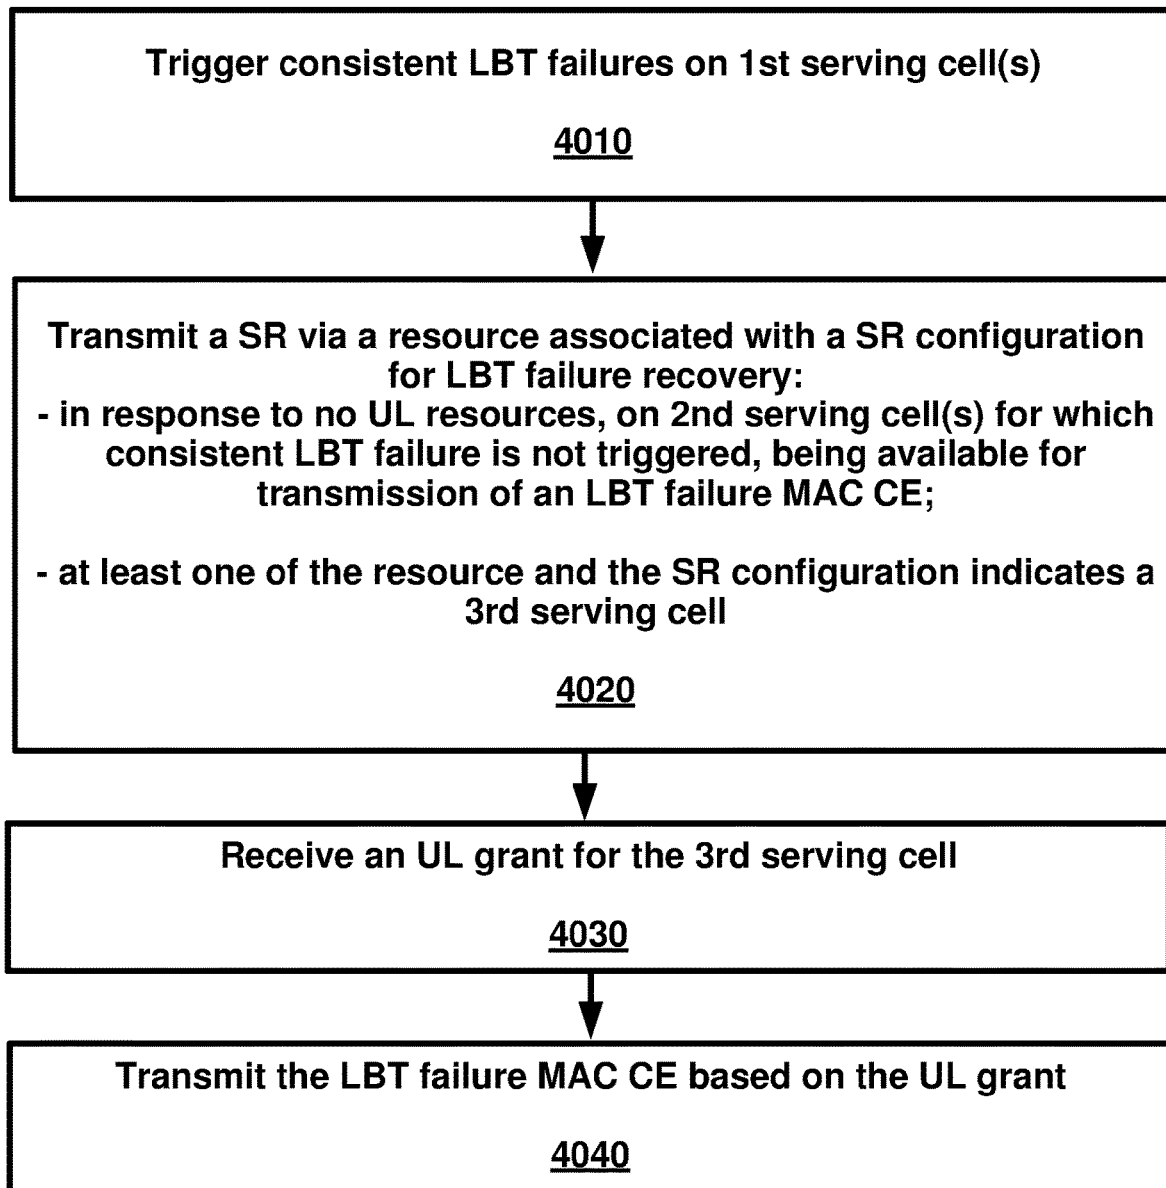 Trigger consistent LBT failures on 1st serving cell(s)
4010
Transmit a SR via a resource associated with a SR configuration
for LBT failure recovery:
- in response to no UL resources, on 2nd serving cell(s) for which
consistent LBT failure is not triggered, being available for
transmission of an LBT failure MAC CE;
- at least one of the resource and the SR configuration indicates a
3rd serving cell
4020
Receive an UL grant for the 3rd serving cell
4030
Transmit the LBT failure MAC CE based on the UL grant
4040